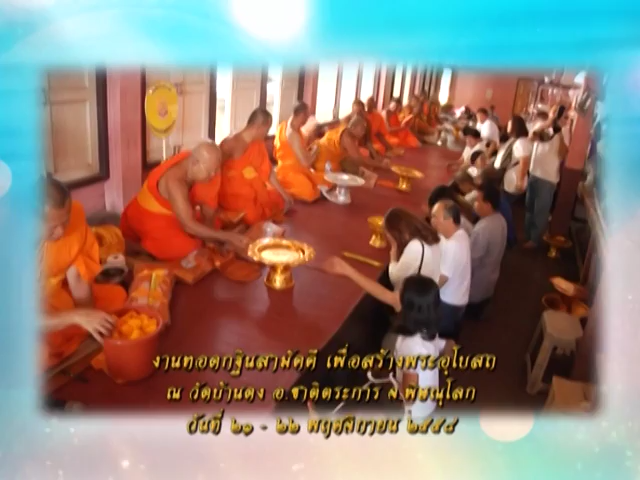 งานทอดกฐินสามัคคี เพื่อสร้างพระอุโบสถ
ณ วัดบ้านดง อ.ชาติตระการ จ.พิษณุโลก
วันที่ ๒๑ - ๒๒ พฤศจิกายน ๒๕๕๘